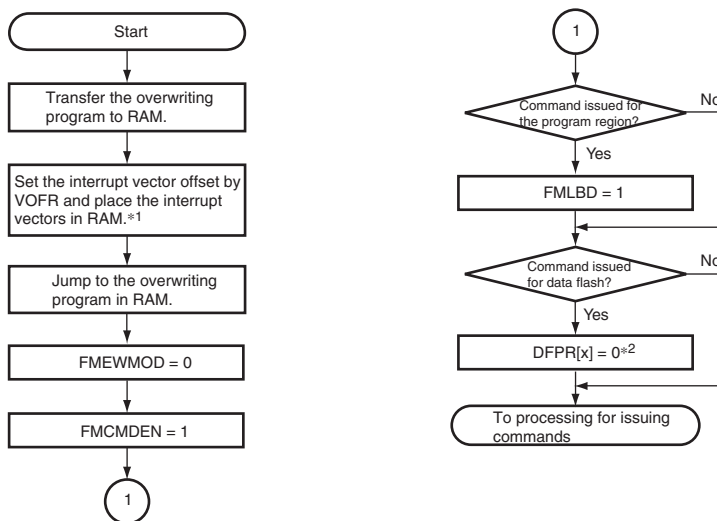 Start
Transfer the overwriting
program to RAM.
Set the interrupt vector offset by
VOFR and place the interrupt
vectors in RAM.*1
Jump to the overwriting
program in RAM.
FMEWMOD = 0
FMCMDEN = 1
1
1
Command issued for
the program region?
No
Yes
FMLBD = 1
Command issued
for data flash?
No
Yes
DFPR[x] = 0*2
To processing for issuing
commands